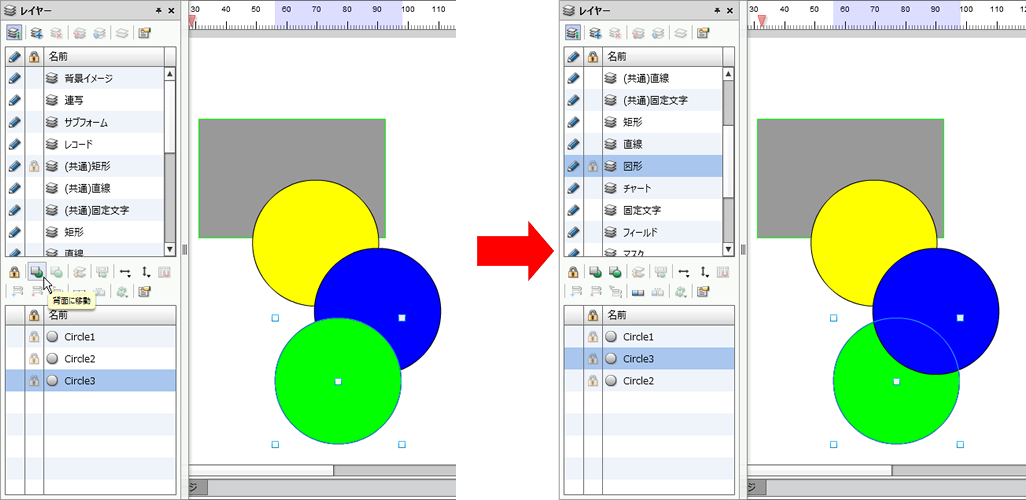 レイヤー
30 40 50 60 70 80 90 100 110
名前
背景イメージ
連写
サブフォーム
レコード
(共通)矩形
(共通)直線
(共通)固定文字
矩形
直線
背面に移動
名前
Circle1
Circle2
Circle3
ジ
レイヤー
30 40 50 60 70 80 90 100 110
名前
(共通)直線
(共通)固定文字
矩形
直線
図形
チャート
固定文字
フィールド
マスク
名前
Circle1
Circle3
Circle2
ジ